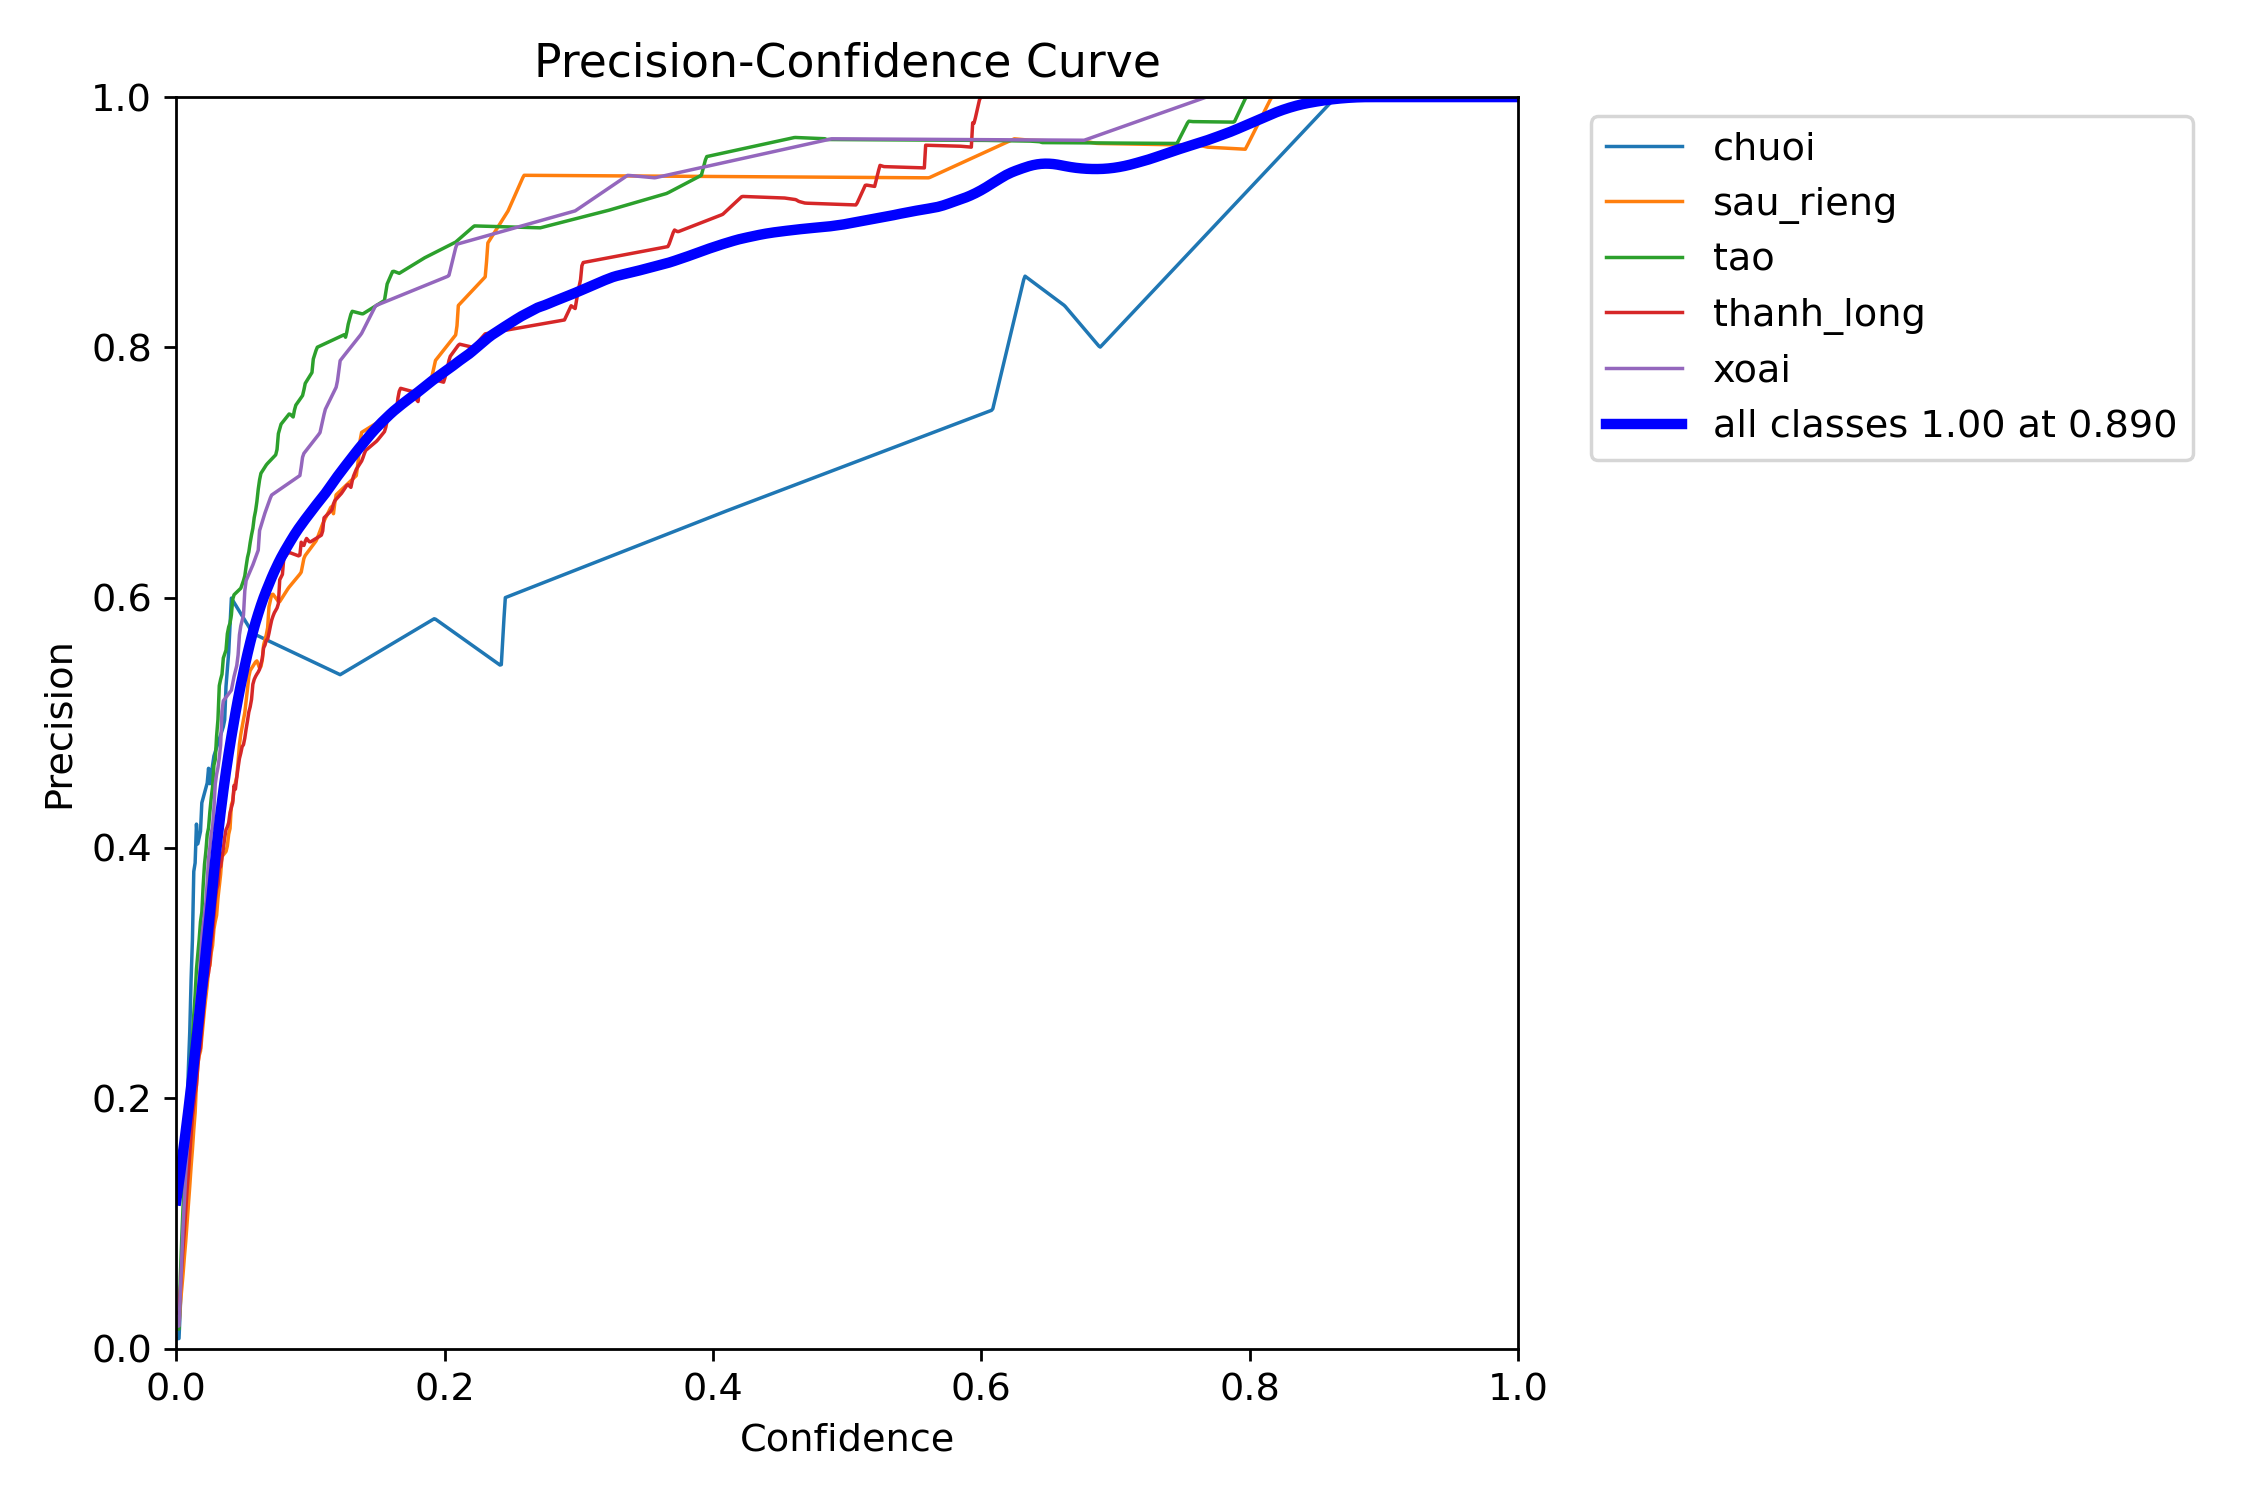 Precision-Confidence Curve
1.0
0.8
0.6
0.4
0.2
0.0
Precision
0.0 0.2 0.4 0.6 0.8 1.0
Confidence
chuoi
sau_rieng
tao
thanh_long
xoai
all classes 1.00 at 0.890